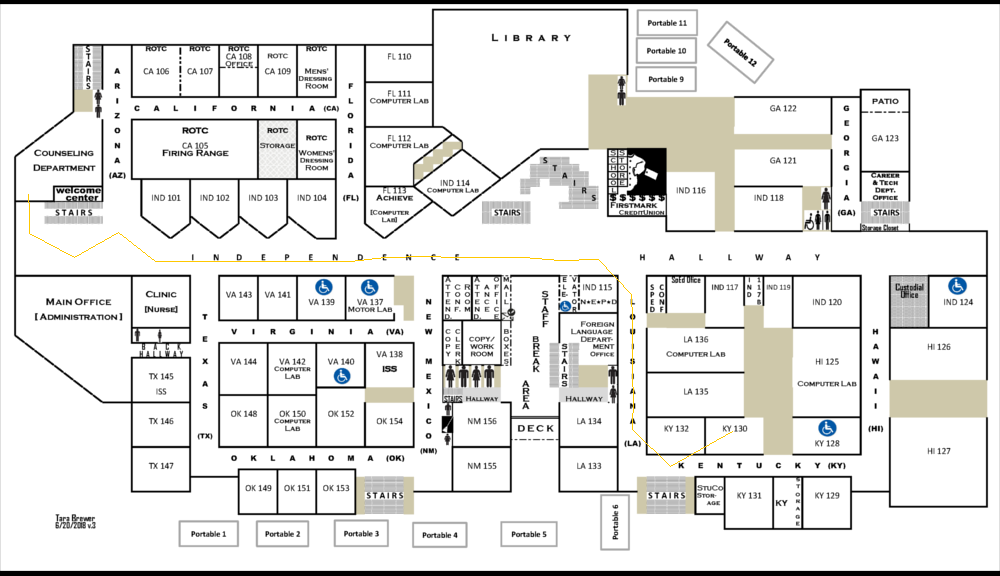 LIBRARY
Portable 11
Portable 10
Portable 9
Portable 12
STAIRS
ROTC
CA 106
ROTC
CA 107
ROTC
CA 108
OFFICE
ROTC
CA 109
ROTC
MENS'
DRESSING
ROOM
FL 110
FL 111
COMPUTER LAB
FL 112
COMPUTER LAB
FL 113
ACHIEVE
[COMPUTER
LAB]
ARIZONA
(AZ)
CALIFORNIA (CA)
FLORIDA
(FL)
ROTC
CA 105
FIRING RANGE
ROTC
STORAGE
ROTC
WOMENS'
DRESSING
ROOM
COUNSELING
DEPARTMENT
welcome
center
STAIRS
IND 101
IND 102
IND 103
IND 104
IND 114
COMPUTER LAB
STAIRS
STAIRS
SCHOOL
STORE
$$$$$$
FIRSTMARK
CREDITUNION
IND 116
GA 122
GA 121
IND 118
GEORGIA
(GA)
PATIO
GA 123
CAREER
& TECH
DEPT.
OFFICE
STAIRS
Storage Closet
INDEPENDENCE HALLWAY
MAIN OFFICE
[ADMINISTRATION]
CLINIC
[NURSE]
BACK
HALLWAY
TX 145
ISS
TX 146
TX 147
TEXAS
(TX)
VA 143
VA 141
VA 139
VA 137
MOTOR LAB
VIRGINIA (VA)
VA 144
VA 142
COMPUTER
LAB
VA 140
VA 138
ISS
OK 148
OK 150
COMPUTER
LAB
OK 152
OK 154
OKLAHOMA (OK)
OK 149
OK 151
OK 153
STAIRS
NEW MEXICO
(NM)
ATTEND.
CONF.
ROOM
ATTENDANCE
OFFICE
MAIL
BOXES
COPY
CLERK
COPY/
WORK
ROOM
STAIRS
HALLWAY
NM 156
NM 155
STAFF
BREAK
AREA
DECK
ELE-
VATOR
IND 115
N•E•P•D
FOREIGN
LANGUAGE
DEPART-
MENT
OFFICE
STAIRS
HALLWAY
LA 134
LA 133
LOUISIANA
(LA)
SPED
CONF
IND 117
IND
117B
IND 119
IND 120
LA 136
COMPUTER LAB
LA 135
KY 132
KY 130
HI 125
COMPUTER LAB
KY 128
KENTUCKY (KY)
STAIRS
STUCO
STOR-
AGE
KY 131
KY
STORAGE
KY 129
HAWAII
(HI)
Custodial
Office
IND 124
HI 126
HI 127
Portable 1
Portable 2
Portable 3
Portable 4
Portable 5
Portable 6
Tara Brewer
6/20/2018 v.3